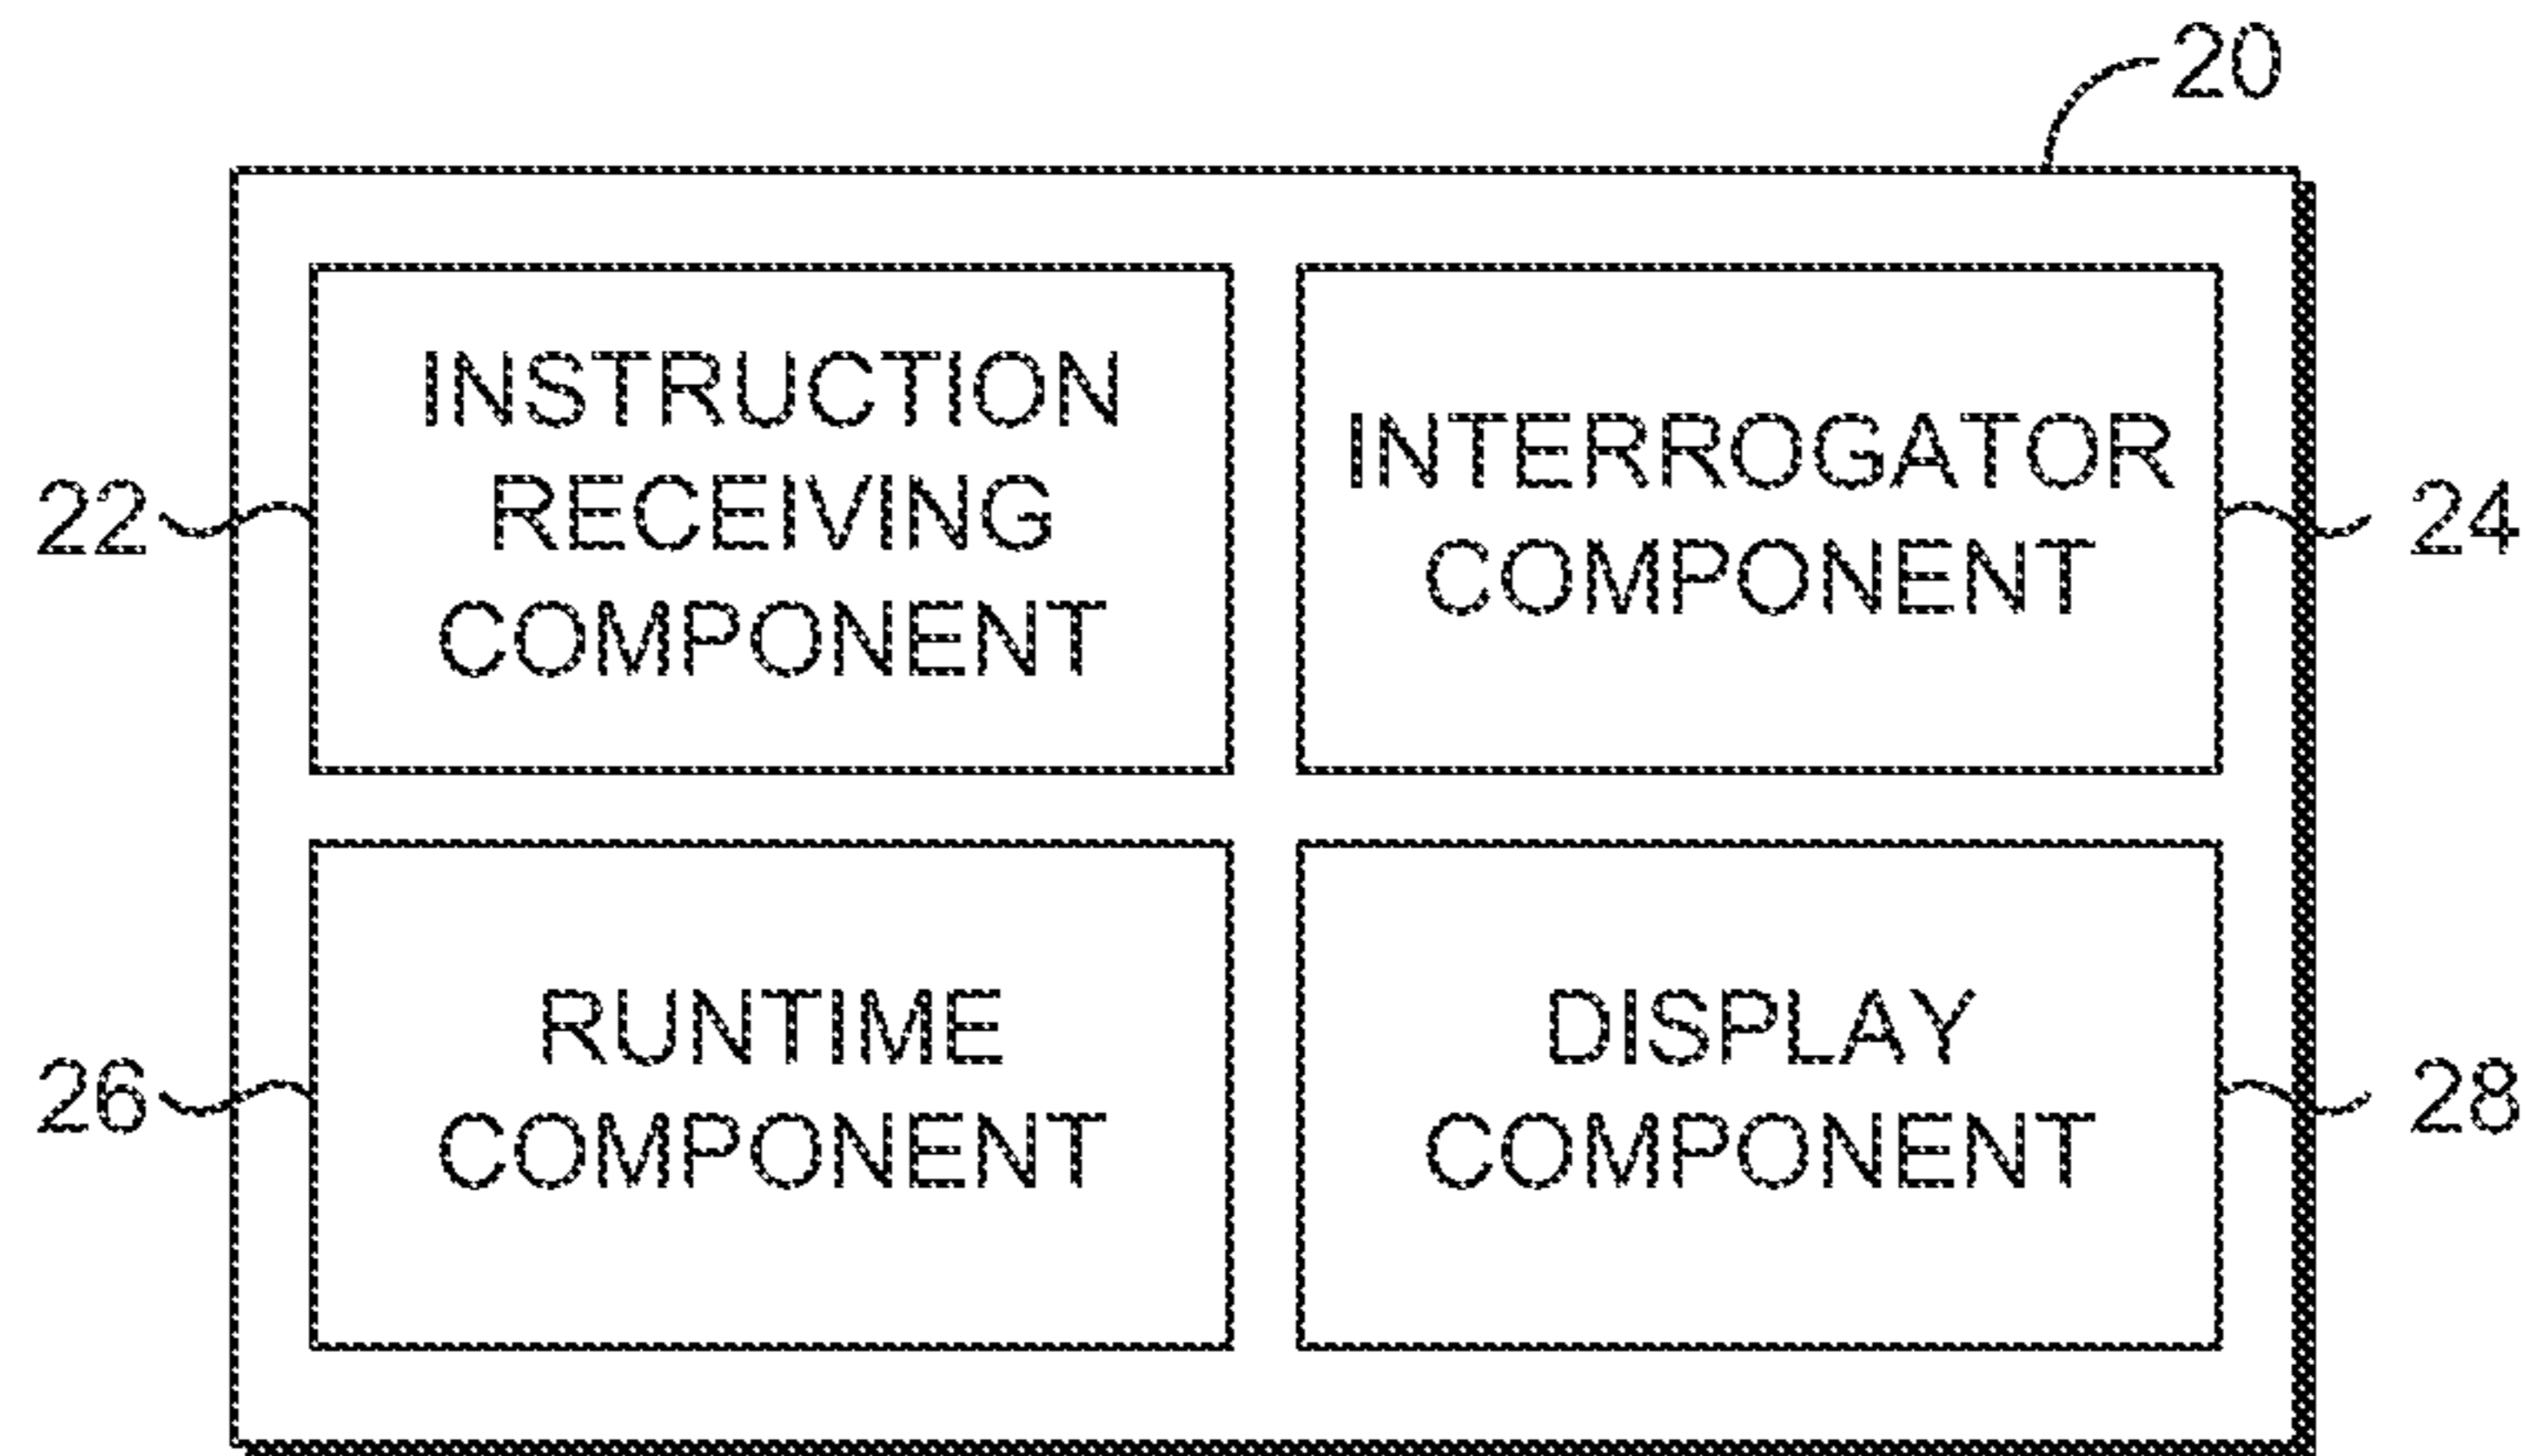 20
INSTRUCTION
RECEIVING
COMPONENT
22
INTERROGATOR
COMPONENT
24
RUNTIME
COMPONENT
26
DISPLAY
COMPONENT
28